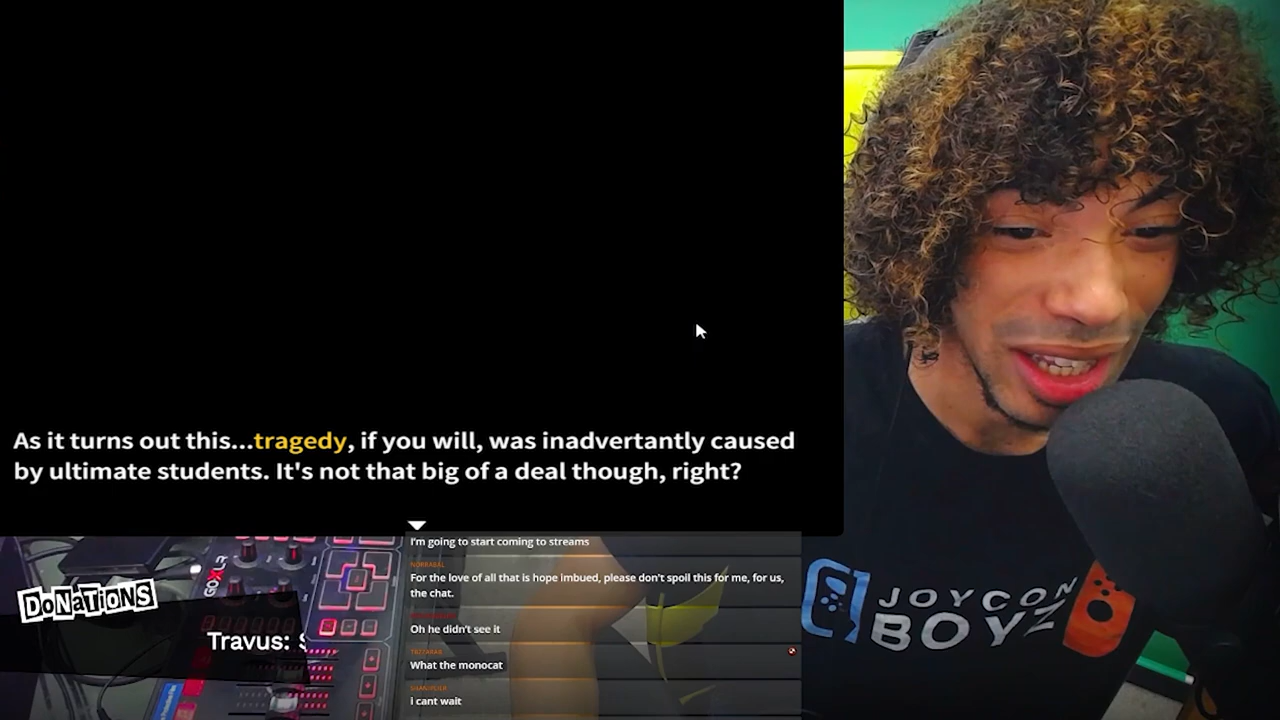 As it turns out this...tragedy, if you will, was inadvertantly caused
by ultimate students. It's not that big of a deal though, right?
I'm going to start coming to streams
For the love of all that is hope imbued, please don't spoil this for me, for us,
the chat.
Oh he didn't see it
What the monocat
i cant wait
DoNaTioNS
Travus:
GOXLR
JOYCON
BOYZ